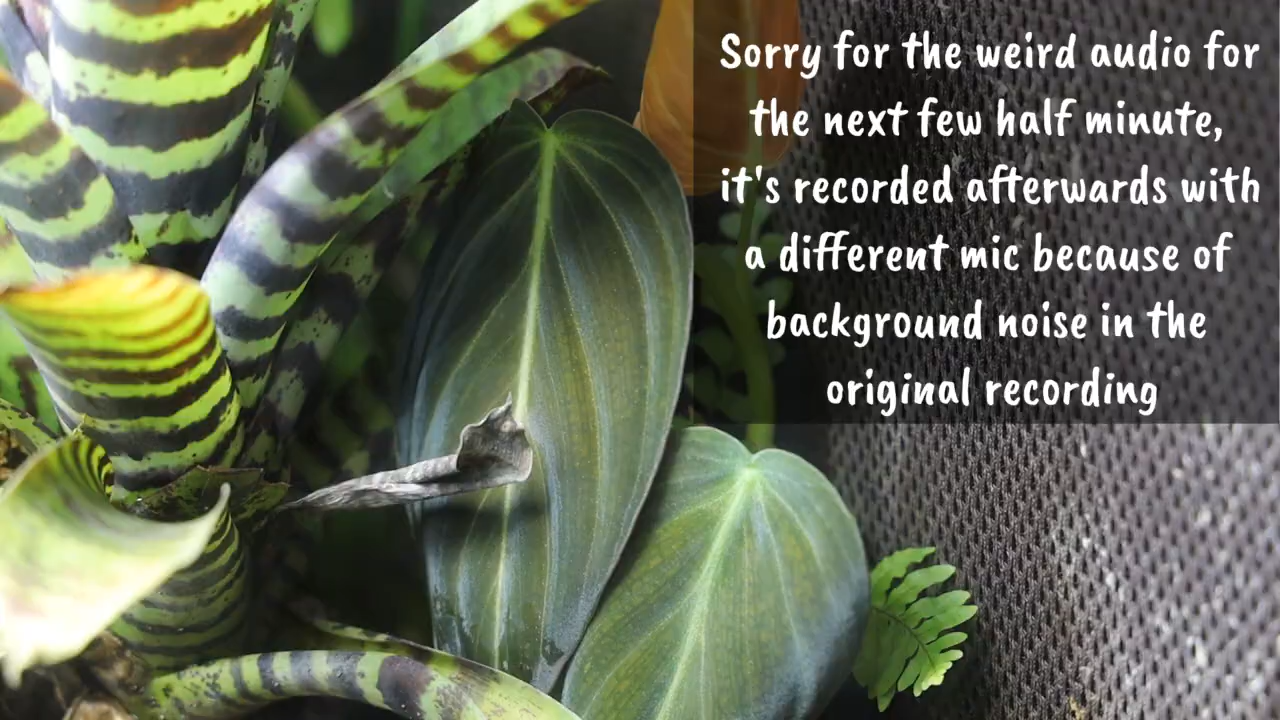 Sorry for the weird audio for
the next few half minute,
it's recorded afterwards with
a different mic because of
background noise in the
original recording